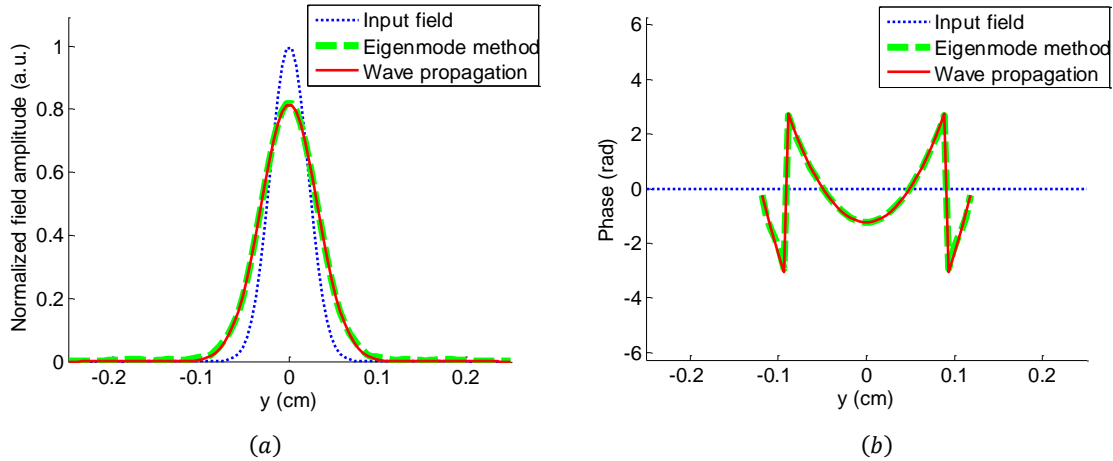 Input field
Eigenmode method
Wave propagation
Normalized field amplitude (a. u.)
1
0.8
0.6
0.4
0.2
0
-0.2
-0.1
0
0.1
0.2
y (cm)
(a)
Input field
Eigenmode method
Wave propagation
Phase (rad)
6
4
2
0
-2
-4
-6
-0.2
-0.1
0
0.1
0.2
y (cm)
(b)